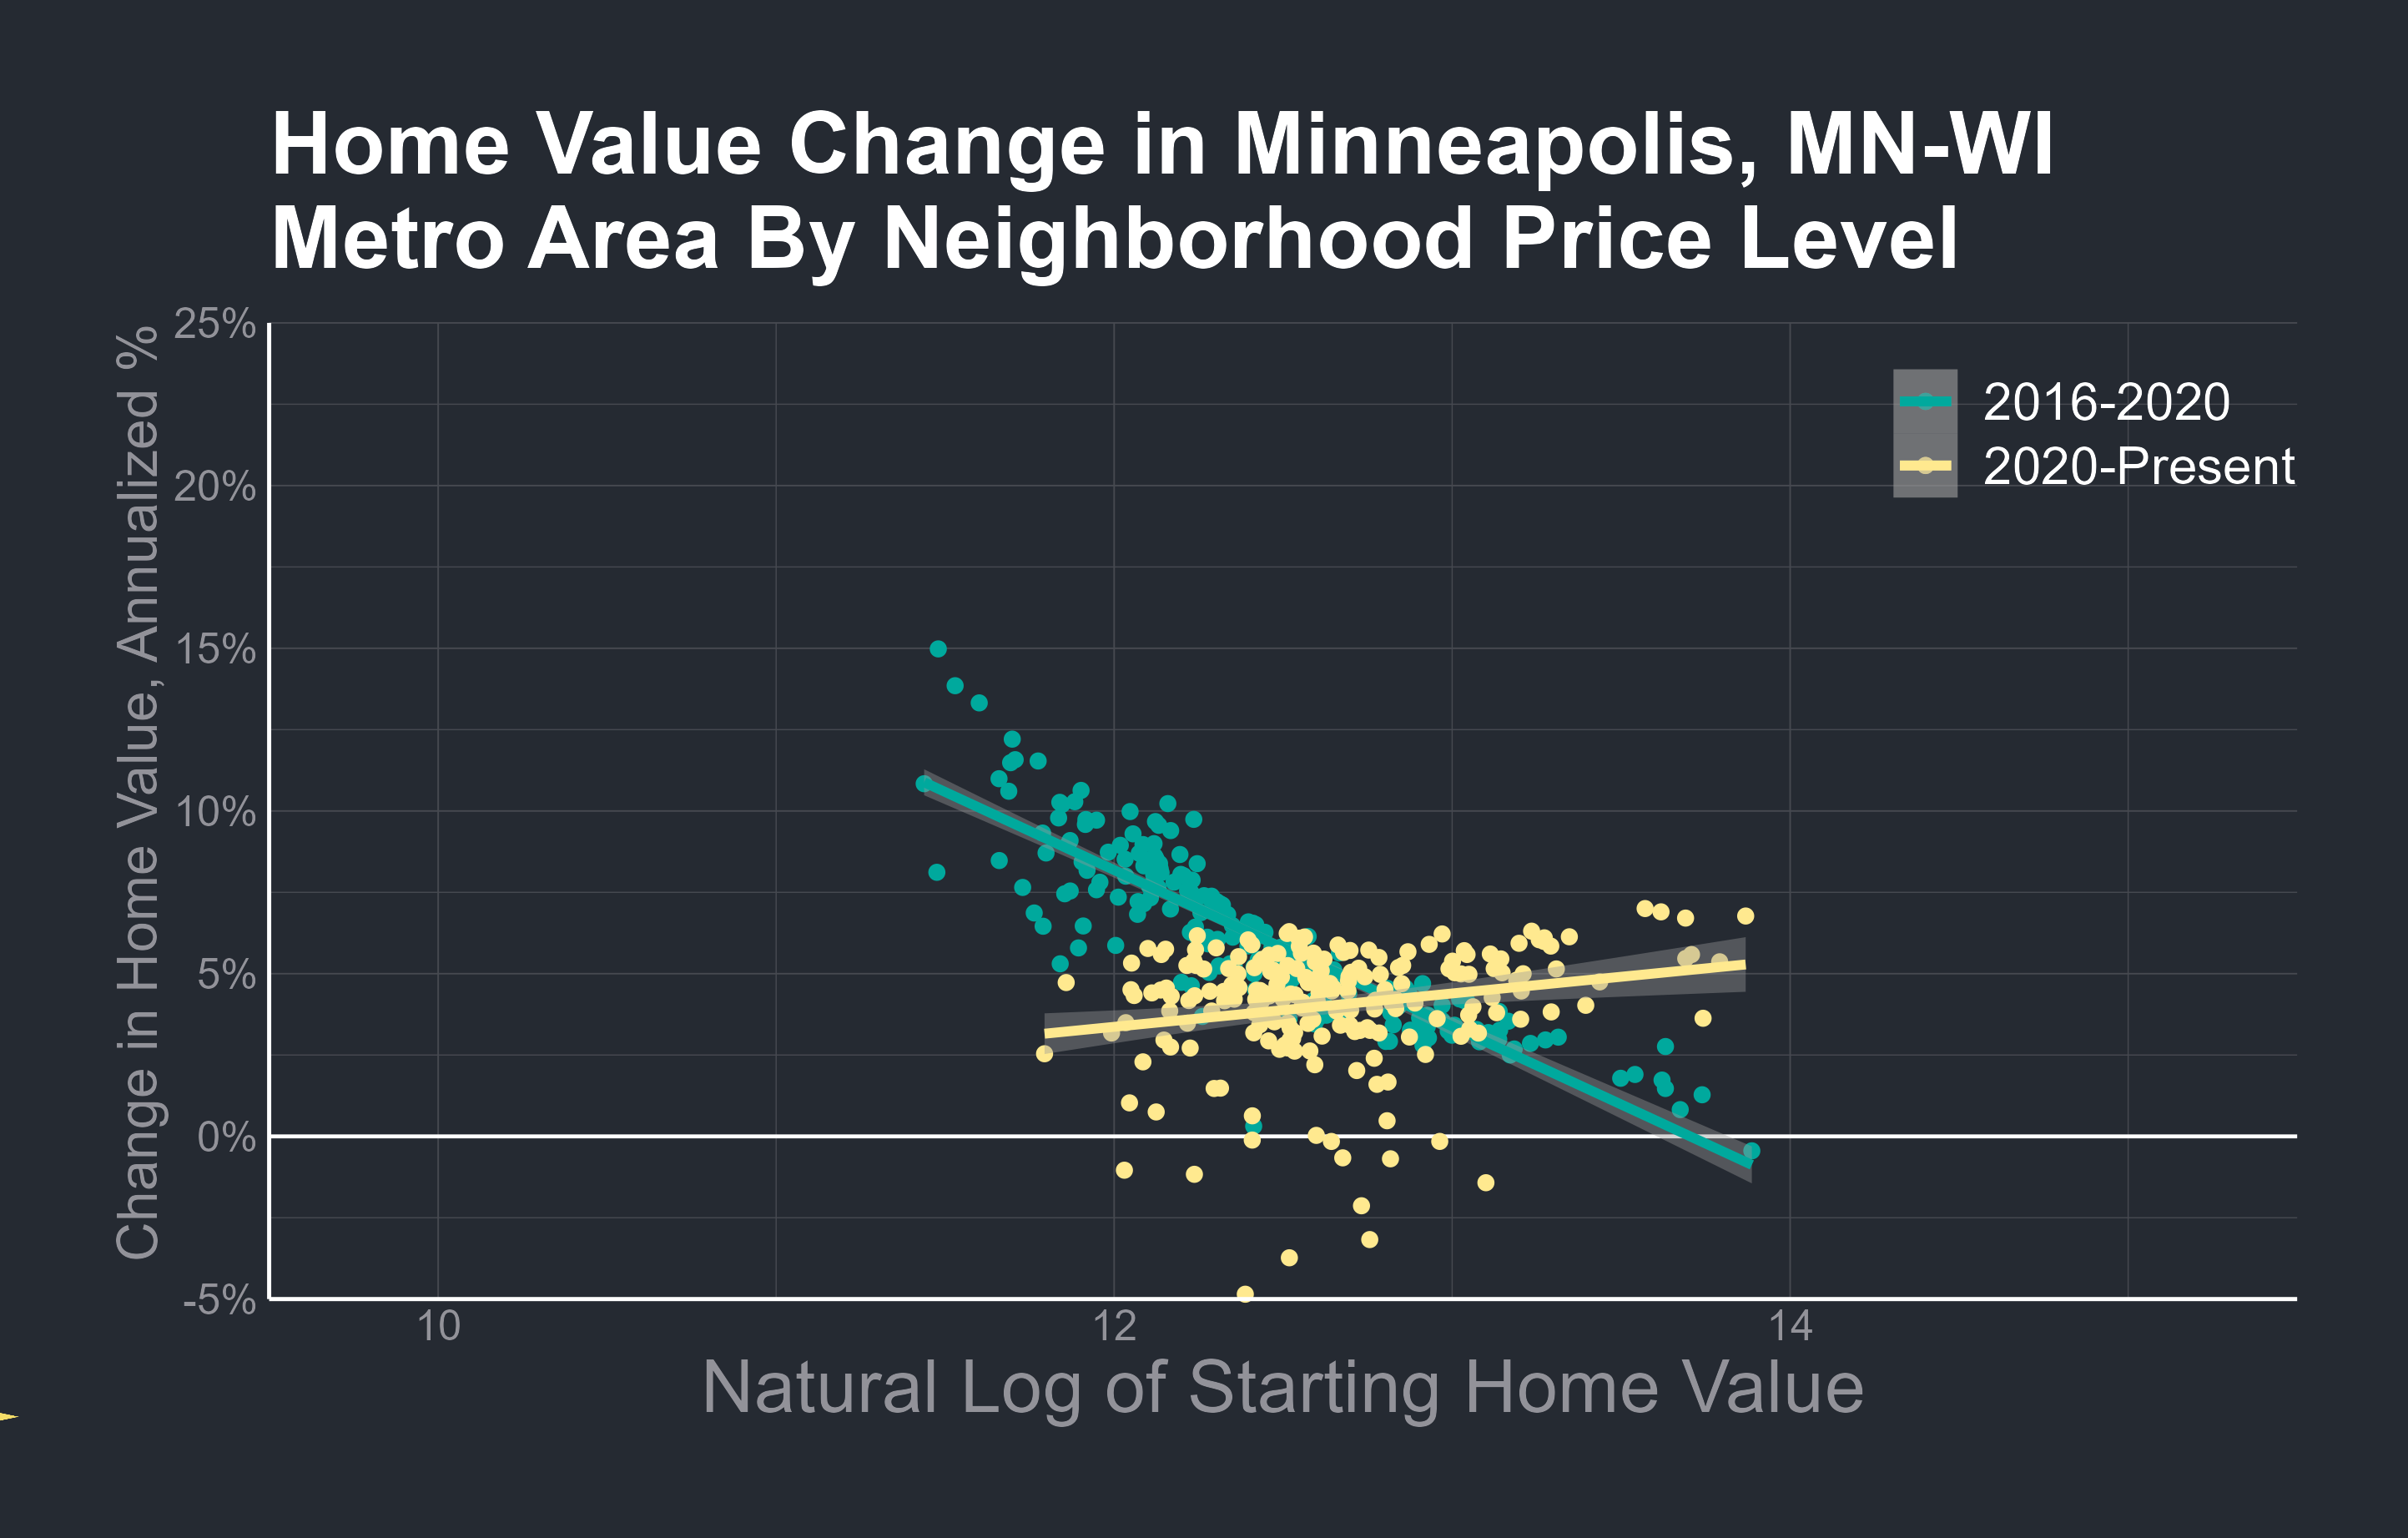 Home Value Change in Minneapolis, MN-WI
Metro Area By Neighborhood Price Level
Change in Home Value, Annualized %
25%
20%
15%
10%
5%
0%
-5%
2016-2020
2020-Present
10
12
14
Natural Log of Starting Home Value